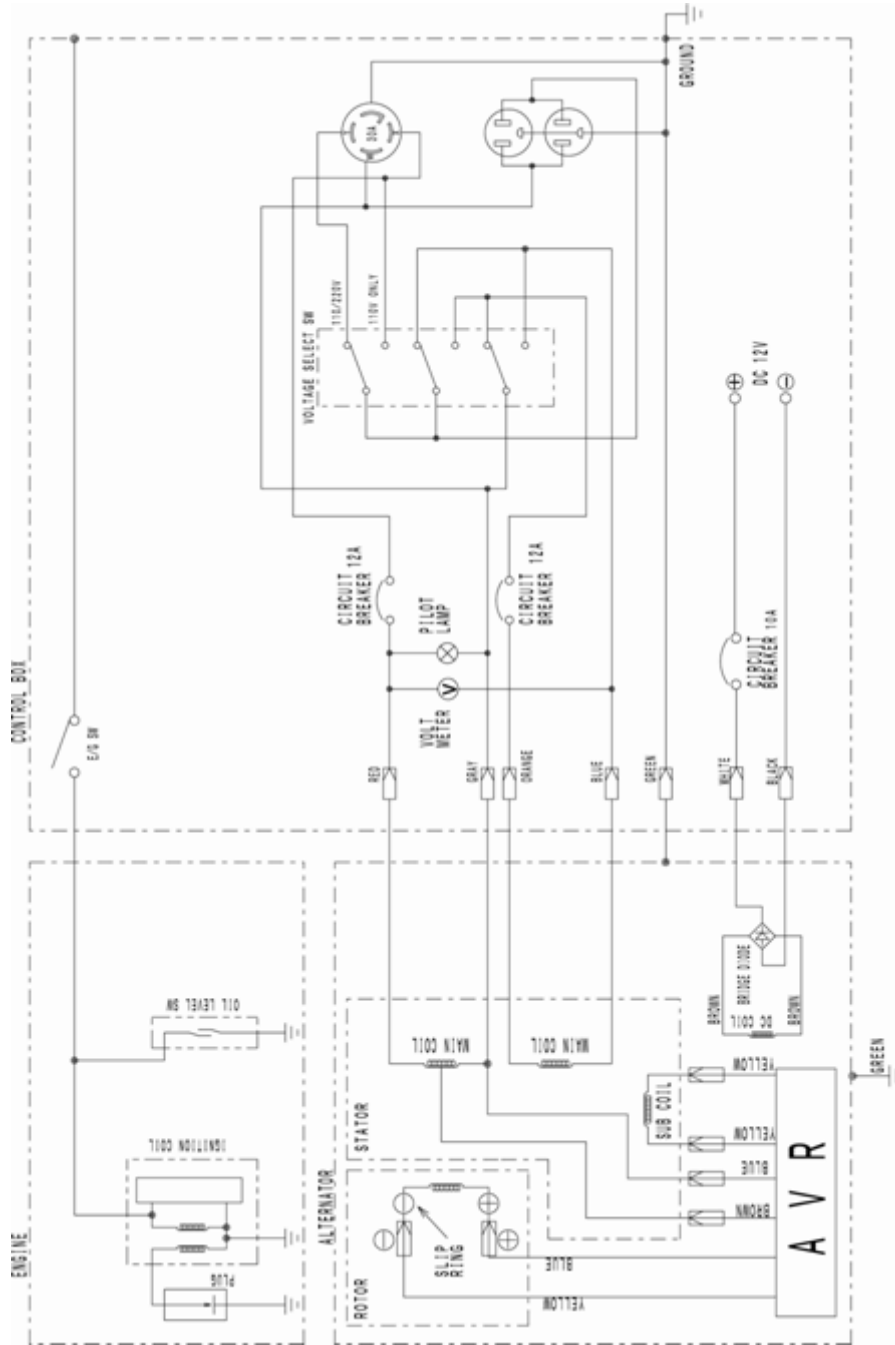 CONTROL BOX
E/G SW
GROUND
30A
VOLTAGE SELECT SW
110/220V
110V ONLY
CIRCUIT 12A
BREAKER
PILOT
LAMP
VOLT
METER
V
CIRCUIT 12A
BREAKER
DC 12V
+
−
CIRCUIT
BREAKER 10A
RED
GRAY
ORANGE
BLUE
GREEN
WHITE
BLACK
ENGINE
OIL LEVEL SW
IGNITION COIL
PLUG
ALTERNATOR
STATOR
MAIN COIL
MAIN COIL
SUB COIL
ROTOR
SLIP
RING
−
+
+
BLUE
YELLOW
YELLOW
YELLOW
BLUE
BROWN
BROWN
BRIDGE DIODE
DC COIL
BROWN
AVR
GREEN